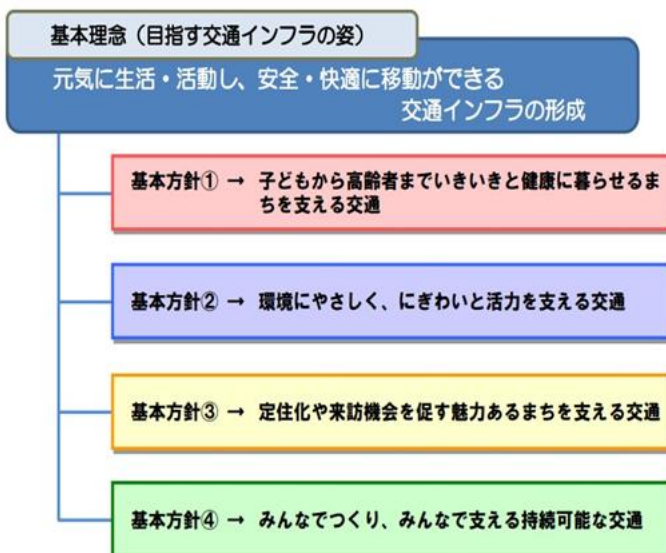 基本理念（目指す交通インフラの姿）
元気に生活・活動し、安全・快適に移動ができる
交通インフラの形成
基本方針① → 子どもから高齢者までいきいきと健康に暮らせるま
ちを支える交通
基本方針② → 環境にやさしく、にぎわいと活力を支える交通
基本方針③ → 定住化や来訪機会を促す魅力あるまちを支える交通
基本方針④ → みんなでつくり、みんなで支える持続可能な交通